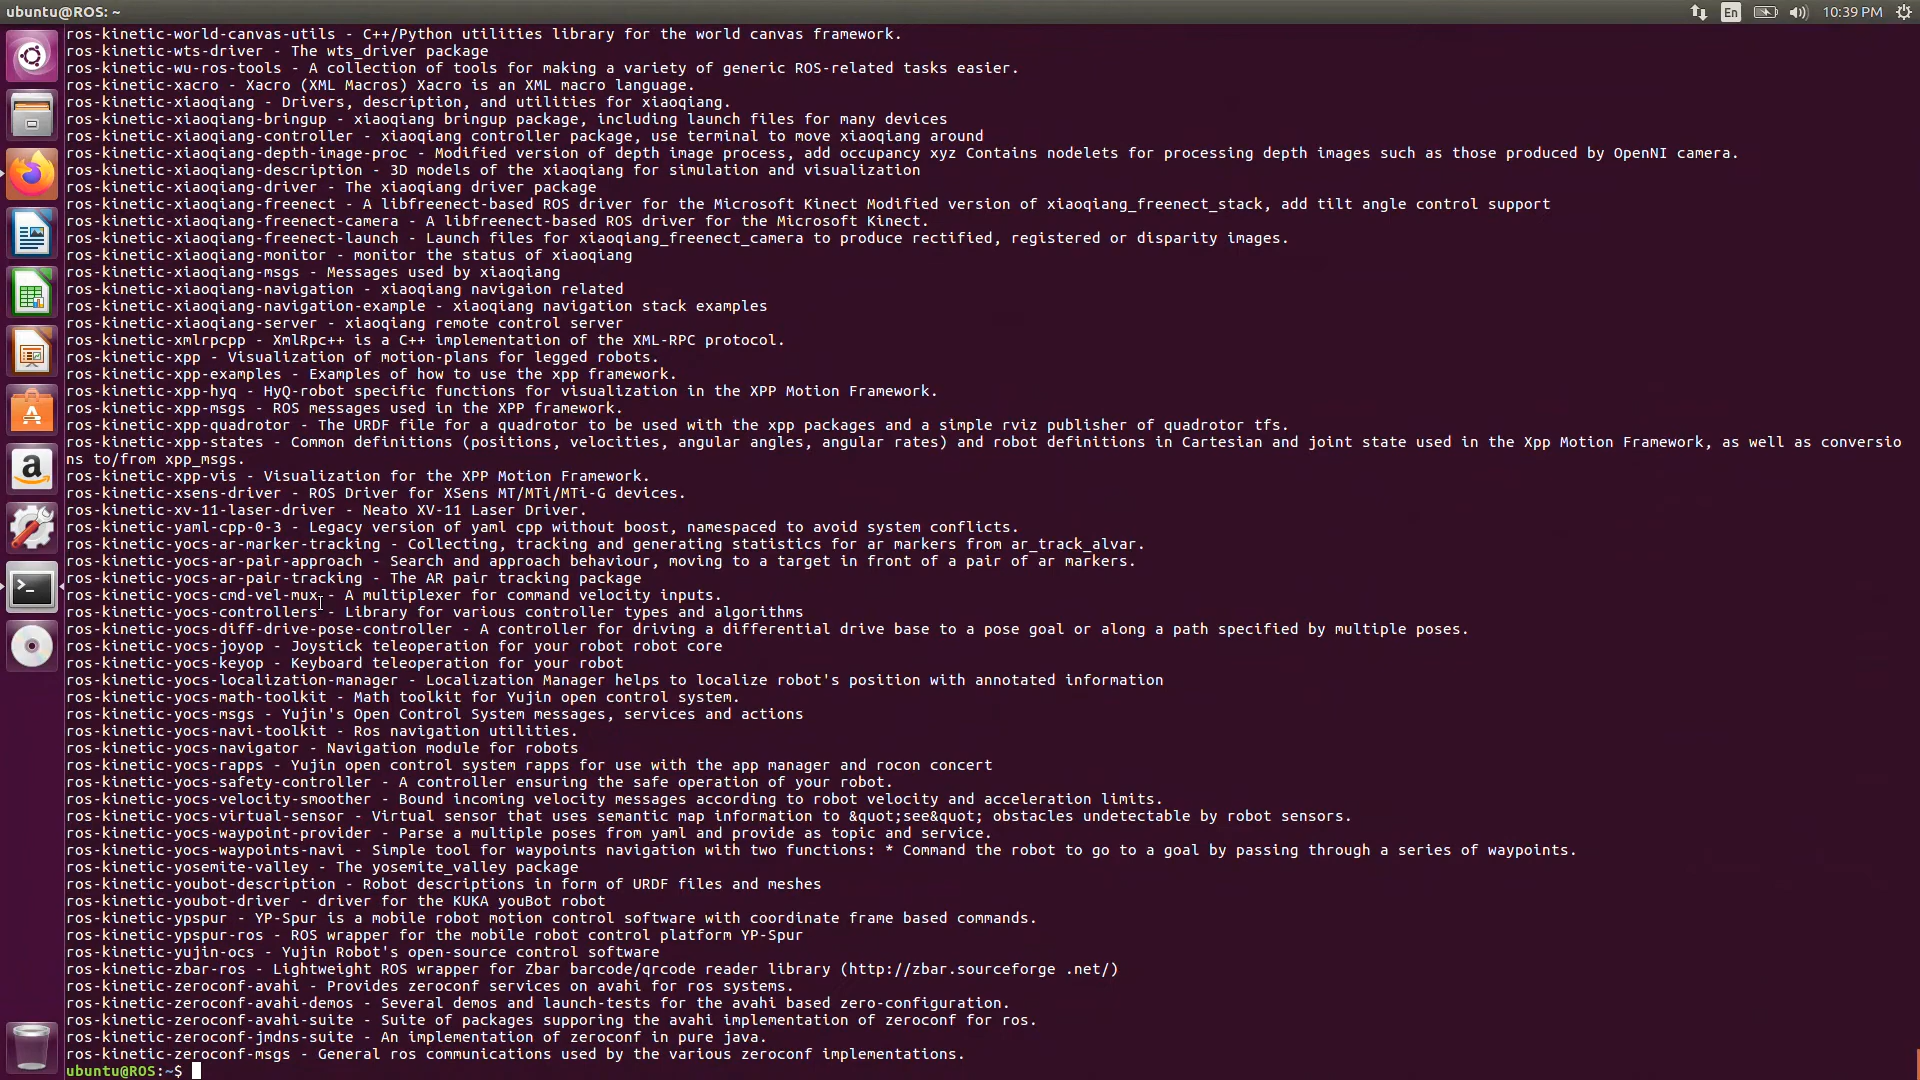 ubuntu@ROS: ~
En
10:39 PM
ros-kinetic-world-canvas-utils - C++/Python utilities library for the world canvas framework.
ros-kinetic-wts-driver - The wts_driver package
ros-kinetic-wu-ros-tools - A collection of tools for making a variety of generic ROS-related tasks easier.
ros-kinetic-xacro - Xacro (XML Macros) Xacro is an XML macro language.
ros-kinetic-xiaoqiang - Drivers, description, and utilities for xiaoqiang.
ros-kinetic-xiaoqiang-bringup - xiaoqiang bringup package, including launch files for many devices
ros-kinetic-xiaoqiang-controller - xiaoqiang controller package, use terminal to move xiaoqiang around
ros-kinetic-xiaoqiang-depth-image-proc - Modified version of depth image process, add occupancy xyz Contains nodelets for processing depth images such as those produced by OpenNI camera.
ros-kinetic-xiaoqiang-description - 3D models of the xiaoqiang for simulation and visualization
ros-kinetic-xiaoqiang-driver - The xiaoqiang driver package
ros-kinetic-xiaoqiang-freenect - A libfreenect-based ROS driver for the Microsoft Kinect Modified version of xiaoqiang_freenect_stack, add tilt angle control support
ros-kinetic-xiaoqiang-freenect-camera - A libfreenect-based ROS driver for the Microsoft Kinect.
ros-kinetic-xiaoqiang-freenect-launch - Launch files for xiaoqiang_freenect_camera to produce rectified, registered or disparity images.
ros-kinetic-xiaoqiang-monitor - monitor the status of xiaoqiang
ros-kinetic-xiaoqiang-msgs - Messages used by xiaoqiang
ros-kinetic-xiaoqiang-navigation - xiaoqiang navigaion related
ros-kinetic-xiaoqiang-navigation-example - xiaoqiang navigation stack examples
ros-kinetic-xiaoqiang-server - xiaoqiang remote control server
ros-kinetic-xmlrpcpp - XmlRpc++ is a C++ implementation of the XML-RPC protocol.
ros-kinetic-xpp - Visualization of motion-plans for legged robots.
ros-kinetic-xpp-examples - Examples of how to use the xpp framework.
ros-kinetic-xpp-hyq - HyQ-robot specific functions for visualization in the XPP Motion Framework.
ros-kinetic-xpp-msgs - ROS messages used in the XPP framework.
ros-kinetic-xpp-quadrotor - The URDF file for a quadrotor to be used with the xpp packages and a simple rviz publisher of quadrotor tfs.
ros-kinetic-xpp-states - Common definitions (positions, velocities, angular angles, angular rates) and robot definitions in Cartesian and joint state used in the Xpp Motion Framework, as well as conversio
ns to/from xpp_msgs.
ros-kinetic-xpp-vis - Visualization for the XPP Motion Framework.
ros-kinetic-xsens-driver - ROS Driver for XSens MT/MTi/MTi-G devices.
ros-kinetic-xv-11-laser-driver - Neato XV-11 Laser Driver.
ros-kinetic-yaml-cpp-0-3 - Legacy version of yaml cpp without boost, namespaced to avoid system conflicts.
ros-kinetic-yocs-ar-marker-tracking - Collecting, tracking and generating statistics for ar markers from ar_track_alvar.
ros-kinetic-yocs-ar-pair-approach - Search and approach behaviour, moving to a target in front of a pair of ar markers.
ros-kinetic-yocs-ar-pair-tracking - The AR pair tracking package
ros-kinetic-yocs-cmd-vel-mux - A multiplexer for command velocity inputs.
ros-kinetic-yocs-controllers - Library for various controller types and algorithms
ros-kinetic-yocs-diff-drive-pose-controller - A controller for driving a differential drive base to a pose goal or along a path specified by multiple poses.
ros-kinetic-yocs-joyop - Joystick teleoperation for your robot robot core
ros-kinetic-yocs-keyop - Keyboard teleoperation for your robot
ros-kinetic-yocs-localization-manager - Localization Manager helps to localize robot's position with annotated information
ros-kinetic-yocs-math-toolkit - Math toolkit for Yujin open control system.
ros-kinetic-yocs-msgs - Yujin's Open Control System messages, services and actions
ros-kinetic-yocs-navi-toolkit - Ros navigation utilities.
ros-kinetic-yocs-navigator - Navigation module for robots
ros-kinetic-yocs-rapps - Yujin open control system rapps for use with the app manager and rocon concert
ros-kinetic-yocs-safety-controller - A controller ensuring the safe operation of your robot.
ros-kinetic-yocs-velocity-smoother - Bound incoming velocity messages according to robot velocity and acceleration limits.
ros-kinetic-yocs-virtual-sensor - Virtual sensor that uses semantic map information to &quot;see&quot; obstacles undetectable by robot sensors.
ros-kinetic-yocs-waypoint-provider - Parse a multiple poses from yaml and provide as topic and service.
ros-kinetic-yocs-waypoints-navi - Simple tool for waypoints navigation with two functions: * Command the robot to go to a goal by passing through a series of waypoints.
ros-kinetic-yosemite-valley - The yosemite_valley package
ros-kinetic-youbot-description - Robot descriptions in form of URDF files and meshes
ros-kinetic-youbot-driver - driver for the KUKA youBot robot
ros-kinetic-ypspur - YP-Spur is a mobile robot motion control software with coordinate frame based commands.
ros-kinetic-ypspur-ros - ROS wrapper for the mobile robot control platform YP-Spur
ros-kinetic-yujin-ocs - Yujin Robot's open-source control software
ros-kinetic-zbar-ros - Lightweight ROS wrapper for Zbar barcode/qrcode reader library (http://zbar.sourceforge .net/)
ros-kinetic-zeroconf-avahi - Provides zeroconf services on avahi for ros systems.
ros-kinetic-zeroconf-avahi-demos - Several demos and launch-tests for the avahi based zero-configuration.
ros-kinetic-zeroconf-avahi-suite - Suite of packages supporing the avahi implementation of zeroconf for ros.
ros-kinetic-zeroconf-jmdns-suite - An implementation of zeroconf in pure java.
ros-kinetic-zeroconf-msgs - General ros communications used by the various zeroconf implementations.
ubuntu@ROS:~$